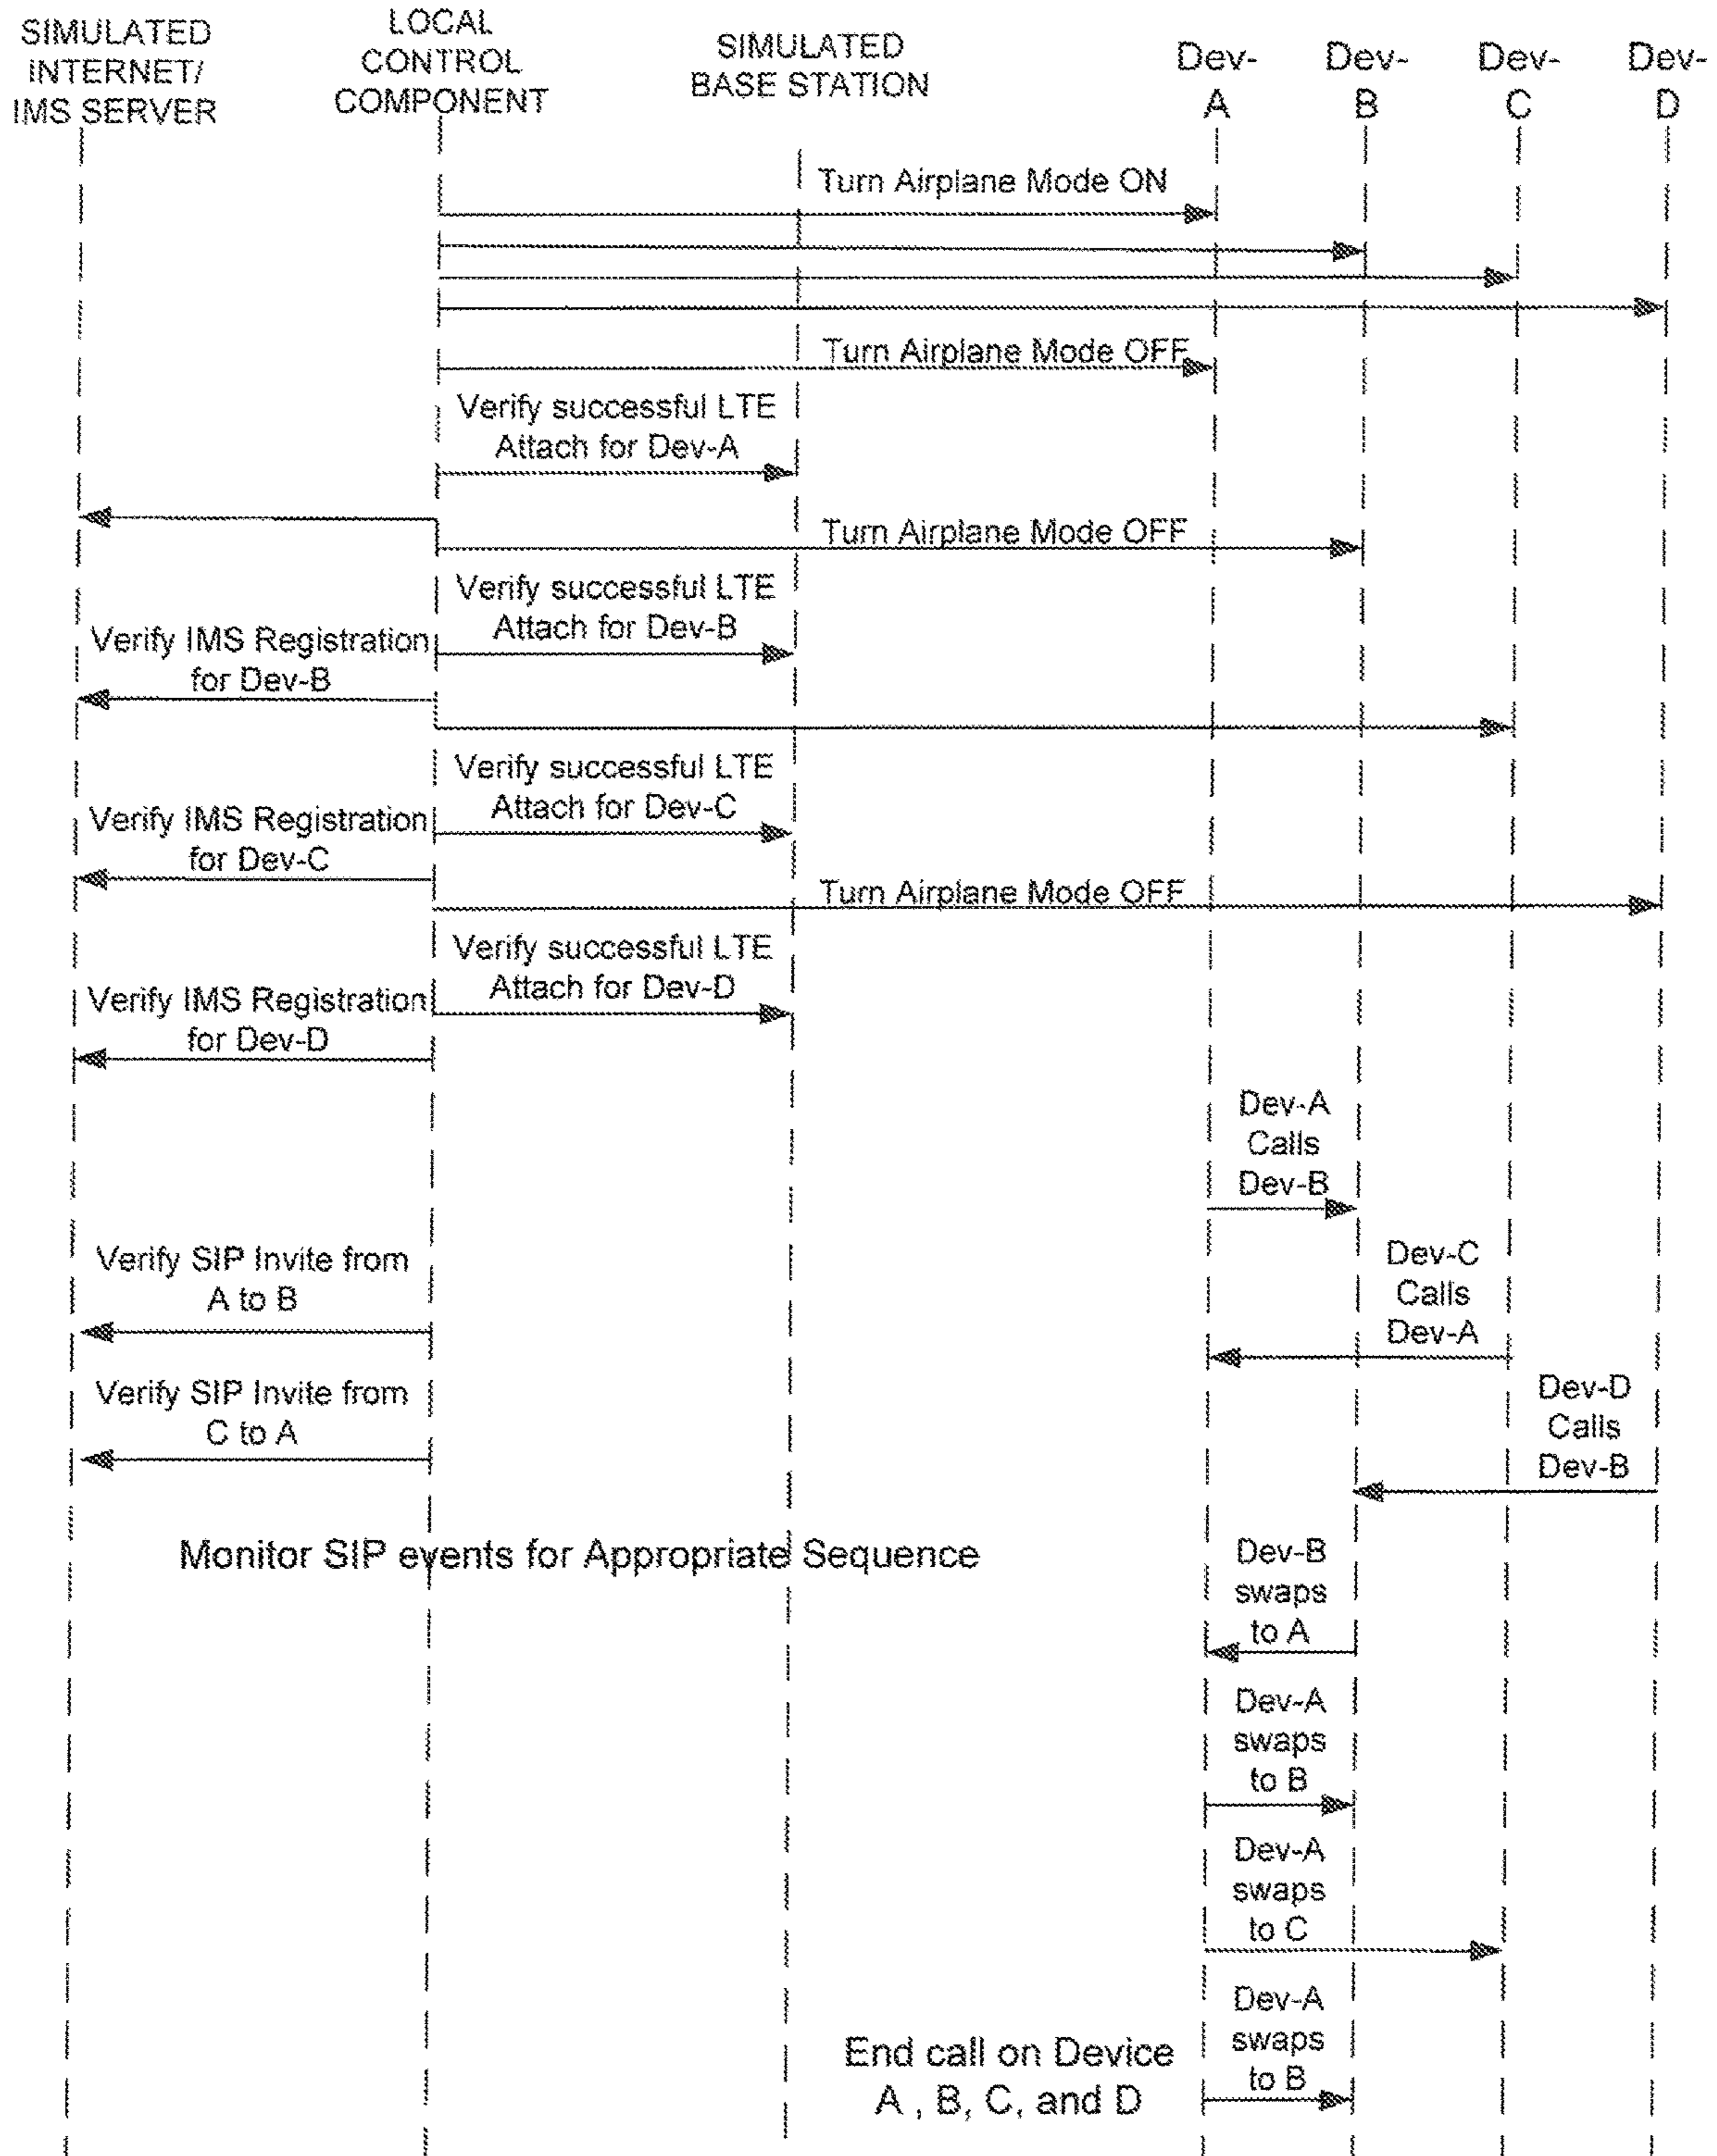 SIMULATED
INTERNET/
IMS SERVER
LOCAL
CONTROL
COMPONENT
SIMULATED
BASE STATION
Dev-
A
Dev-
B
Dev-
C
Dev-
D
Turn Airplane Mode ON
Turn Airplane Mode OFF
Verify successful LTE
Attach for Dev-A
Turn Airplane Mode OFF
Verify successful LTE
Attach for Dev-B
Verify IMS Registration
for Dev-B
Verify successful LTE
Attach for Dev-C
Verify IMS Registration
for Dev-C
Turn Airplane Mode OFF
Verify successful LTE
Attach for Dev-D
Verify IMS Registration
for Dev-D
Dev-A
Calls
Dev-B
Verify SIP Invite from
A to B
Dev-C
Calls
Dev-A
Verify SIP Invite from
C to A
Dev-D
Calls
Dev-B
Monitor SIP events for Appropriate Sequence
Dev-B
swaps
to A
Dev-A
swaps
to B
Dev-A
swaps
to C
Dev-A
swaps
to B
End call on Device
A , B, C, and D